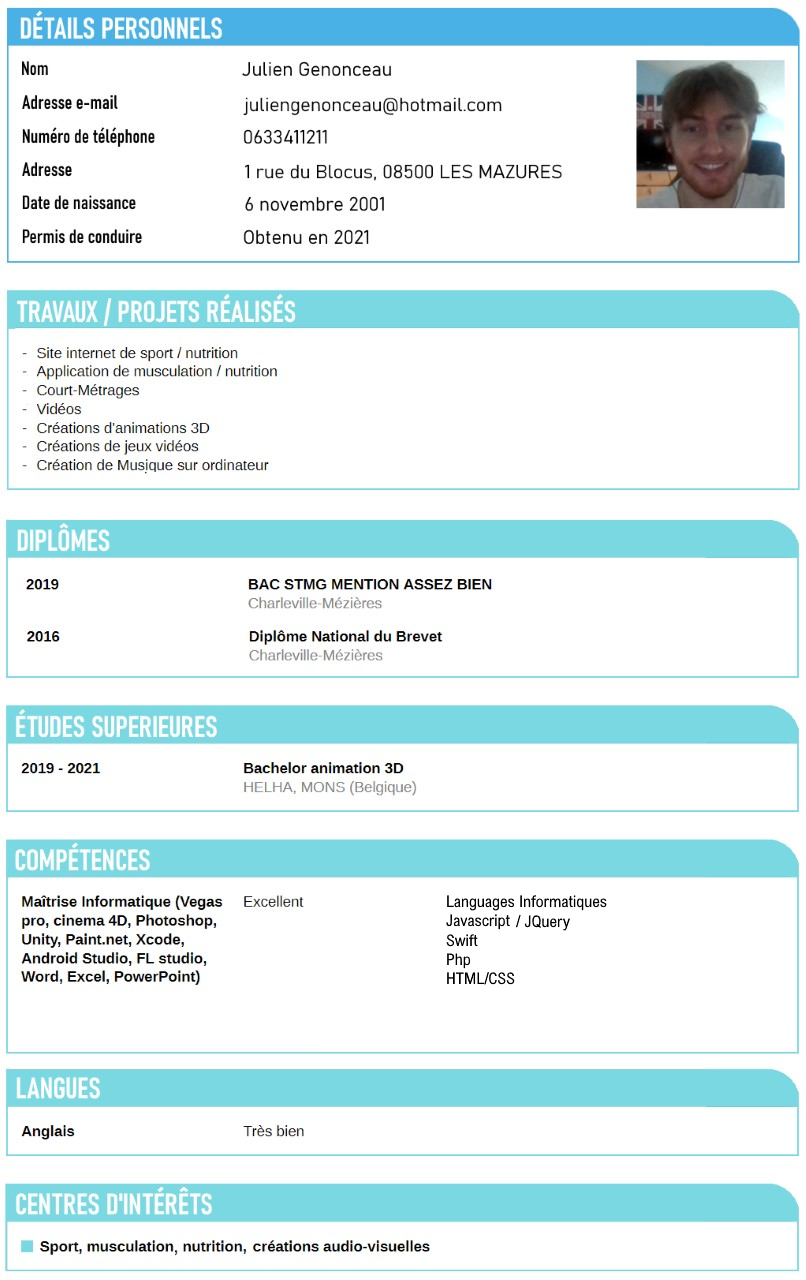 DÉTAILS PERSONNELS
Nom Julien Genonceau
Adresse e-mail juliengenonceau@hotmail.com
Numéro de téléphone 0633411211
Adresse 1 rue du Blocus, 08500 LES MAZURES
Date de naissance 6 novembre 2001
Permis de conduire Obtenu en 2021
TRAVAUX / PROJETS RÉALISÉS
- Site internet de sport / nutrition
- Application de musculation / nutrition
- Court-Métrages
- Vidéos
- Créations d'animations 3D
- Créations de jeux vidéos
- Création de Musique sur ordinateur
DIPLÔMES
2019 BAC STMG MENTION ASSEZ BIEN
Charleville-Mézières
2016 Diplôme National du Brevet
Charleville-Mézières
ÉTUDES SUPERIEURES
2019 - 2021 Bachelor animation 3D
HELHA, MONS (Belgique)
COMPÉTENCES
Maîtrise Informatique (Vegas Excellent Languages Informatiques
pro, cinema 4D, Photoshop, Javascript / JQuery
Unity, Paint.net, Xcode, Swift
Android Studio, FL studio, Php
Word, Excel, PowerPoint) HTML/CSS
LANGUES
Anglais Très bien
CENTRES D'INTÉRÊTS
Sport, musculation, nutrition, créations audio-visuelles